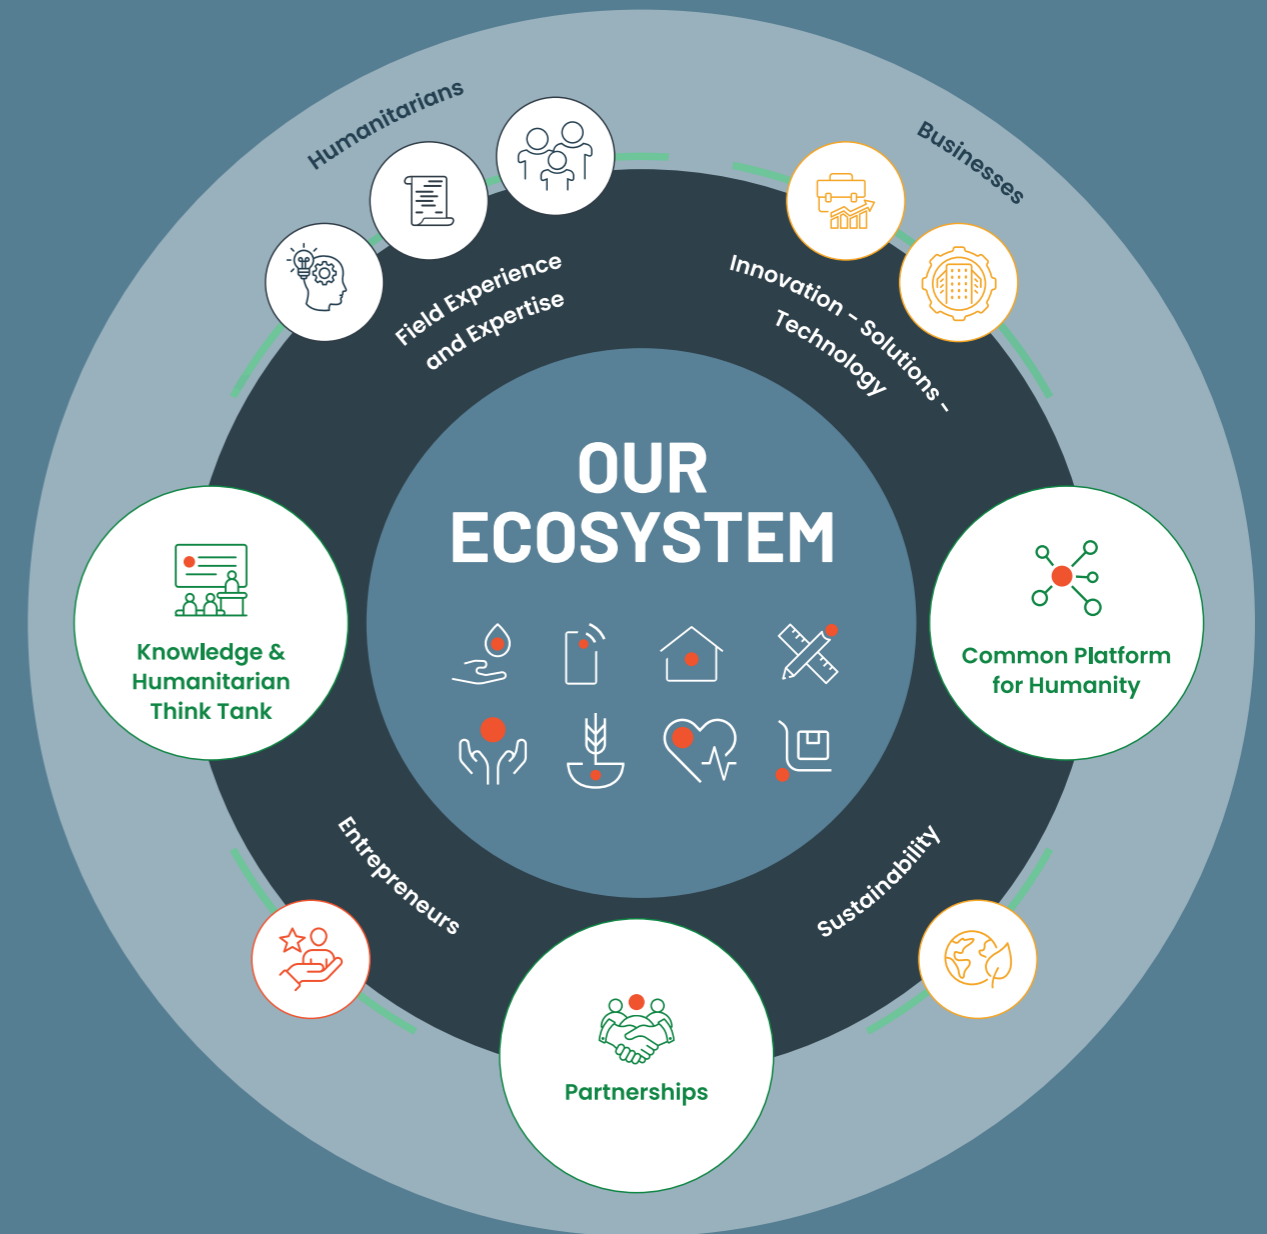 Humanitarians
Businesses
Field Experience
and Expertise
Innovation - Solutions -
Technology
OUR
ECOSYSTEM
Knowledge &
Humanitarian
Think Tank
Common Platform
for Humanity
Entrepreneurs
Sustainability
Partnerships